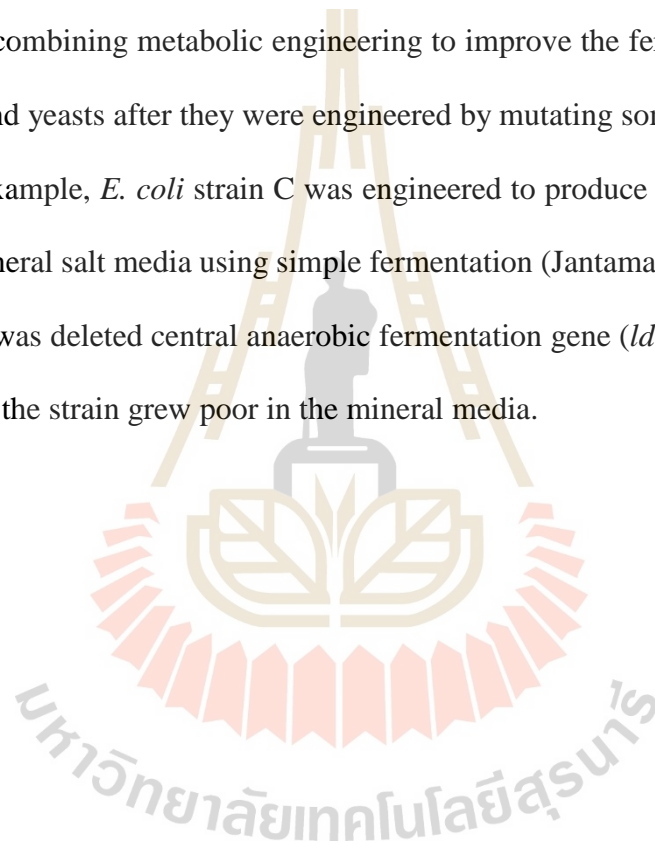 combining metabolic engineering to improve the fe
nd yeasts after they were engineered by mutating so
xample, E. coli strain C was engineered to produce
neral salt media using simple fermentation (Jantama
was deleted central anaerobic fermentation gene (ld
the strain grew poor in the mineral media.
มหาวิทยาลัยเทคโนโลยีสุรนารี